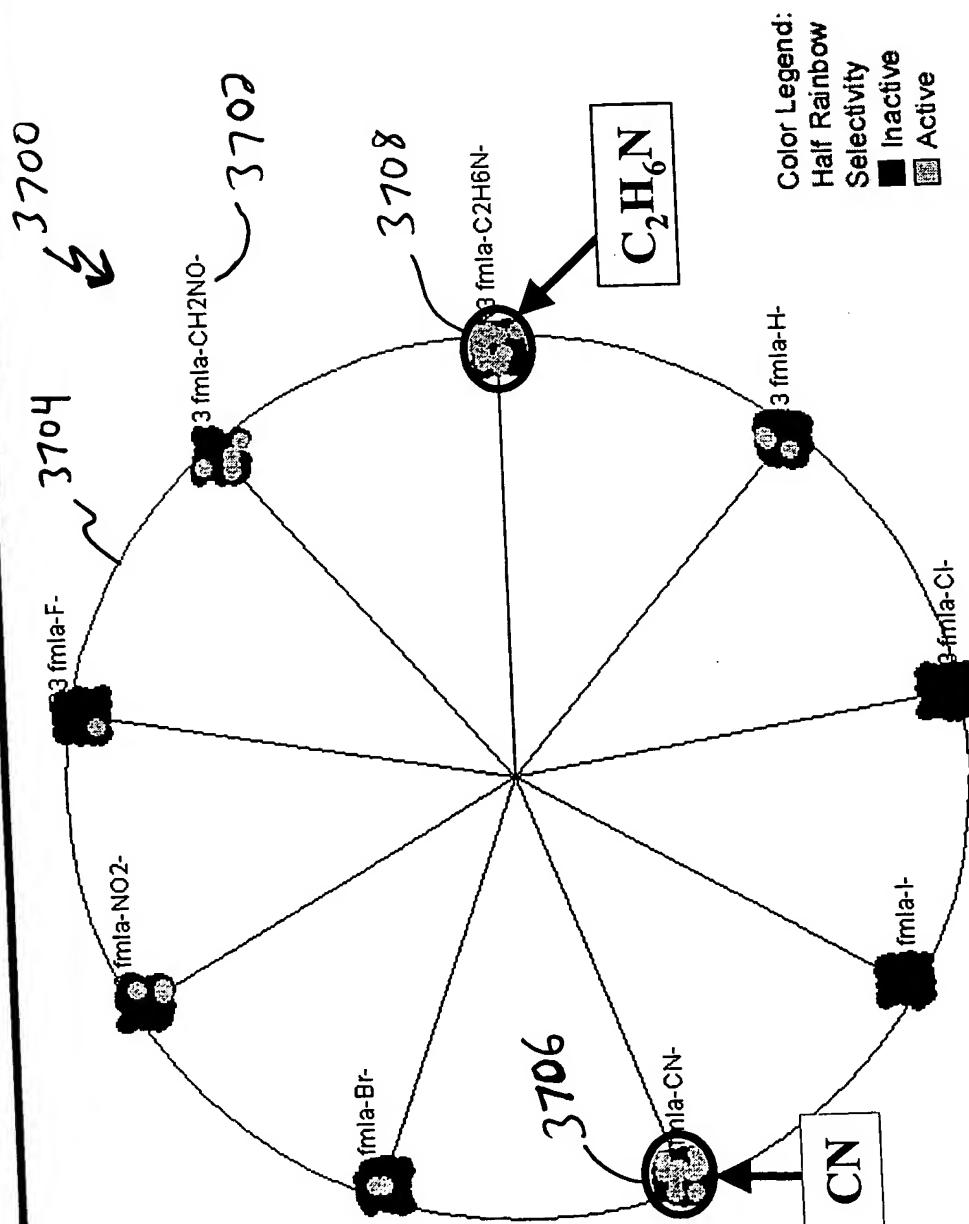 3700
3702
3704
3 fmla-CH2NO-
3708
3 fmla-C2H6N-
C₂H₆N
3 fmla-F-
fmla-NO2-
3 fmla-H-
fmla-Br-
3 fmla-Cl-
3706
fmla-CN-
fmla-I-
CN
Color Legend:
Half Rainbow
Selectivity
Inactive
Active